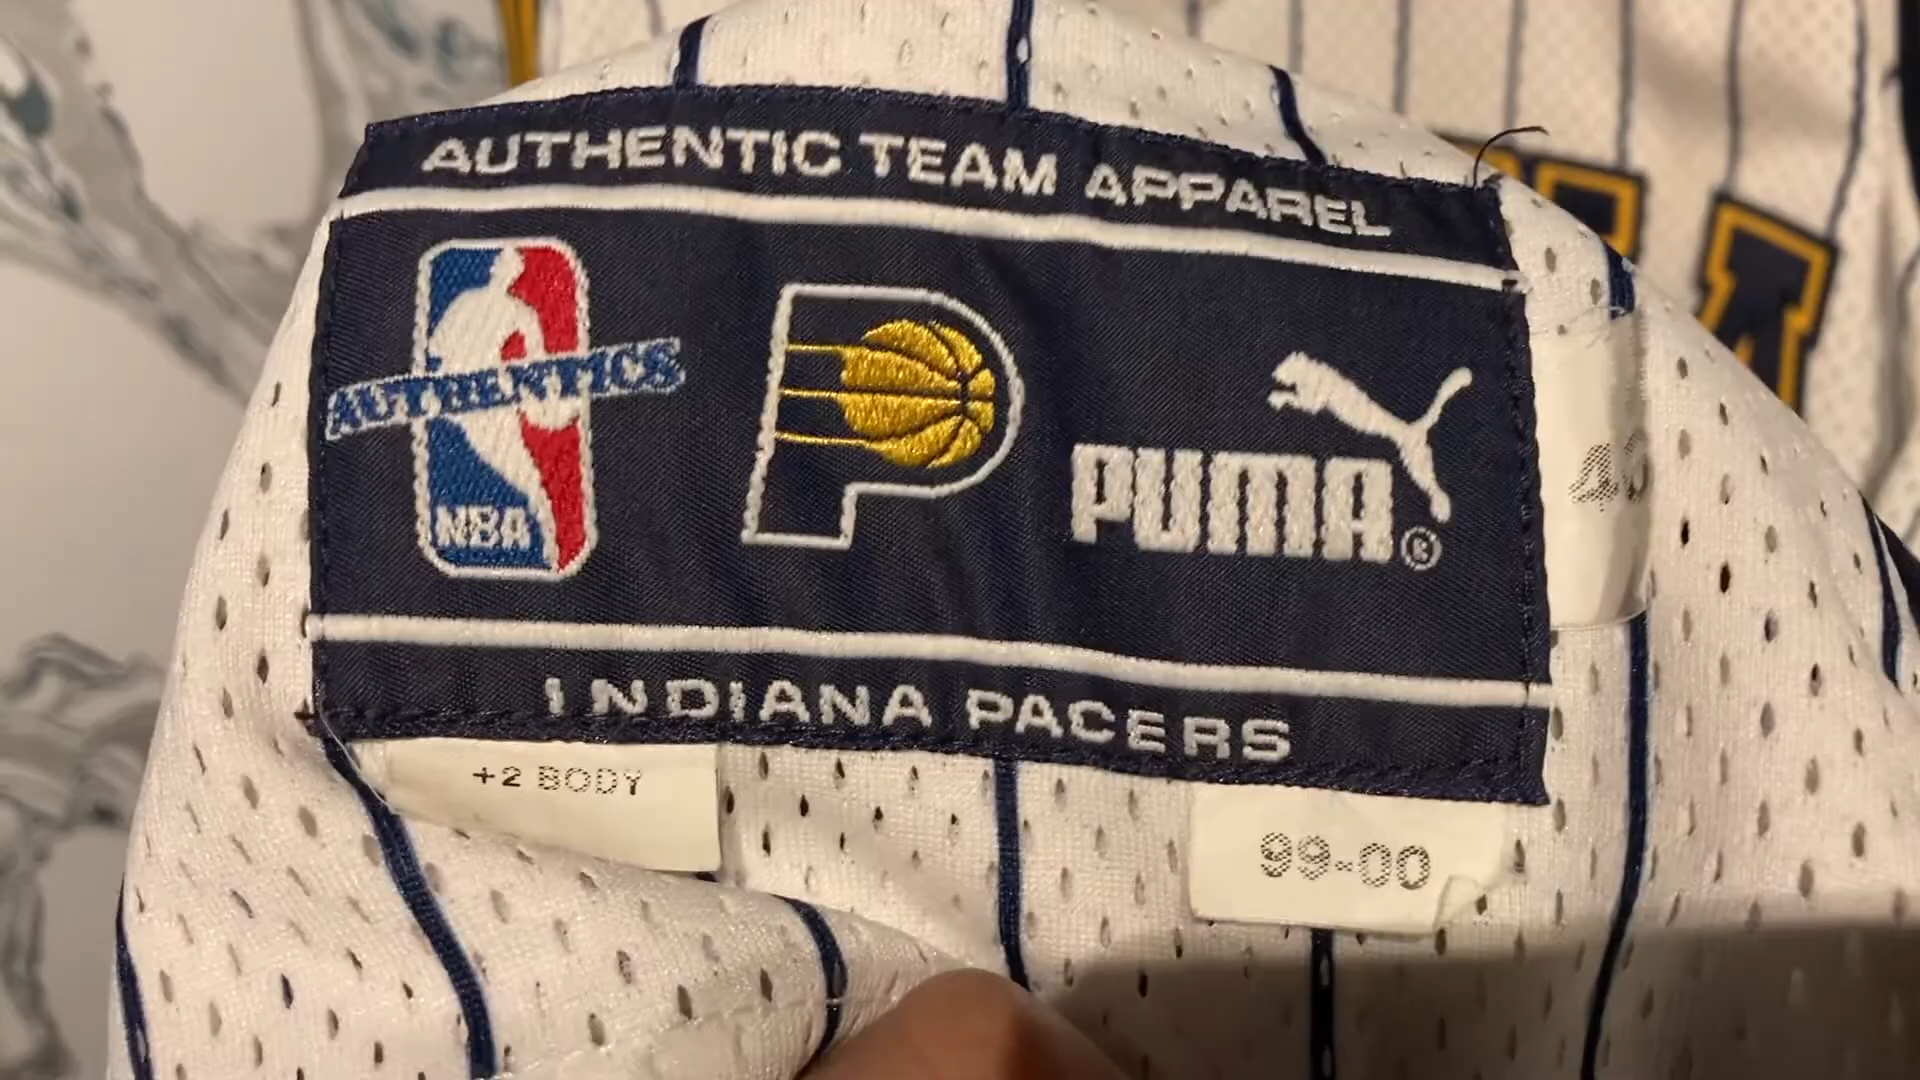 AUTHENTIC TEAM APPAREL
AUTHENTICS
NBA
PUMA®
INDIANA PACERS
+2 BODY
99-00